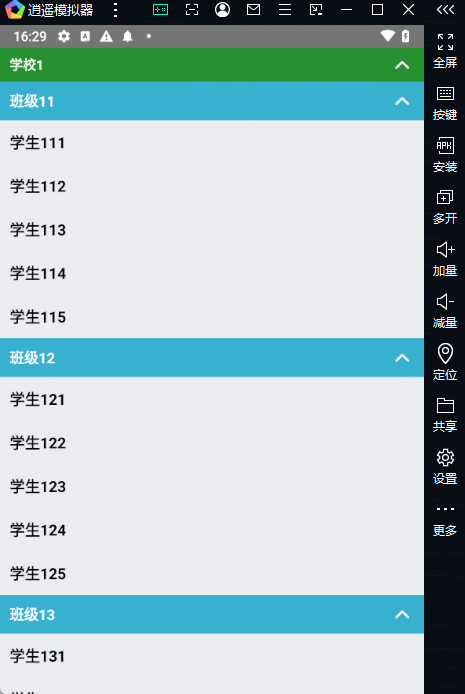 逍遥模拟器
16:29
学校1
班级11
学生111
学生112
学生113
学生114
学生115
班级12
学生121
学生122
学生123
学生124
学生125
班级13
学生131
全屏
按键
APK
安装
多开
加量
减量
定位
共享
设置
更多